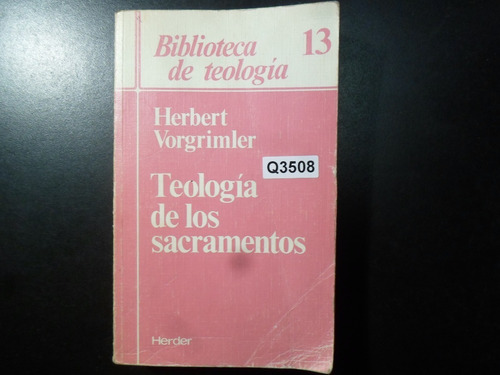 Biblioteca 13
de teología
Herbert
Vorgrimler
Q3508
Teología
de los
sacramentos
Herder